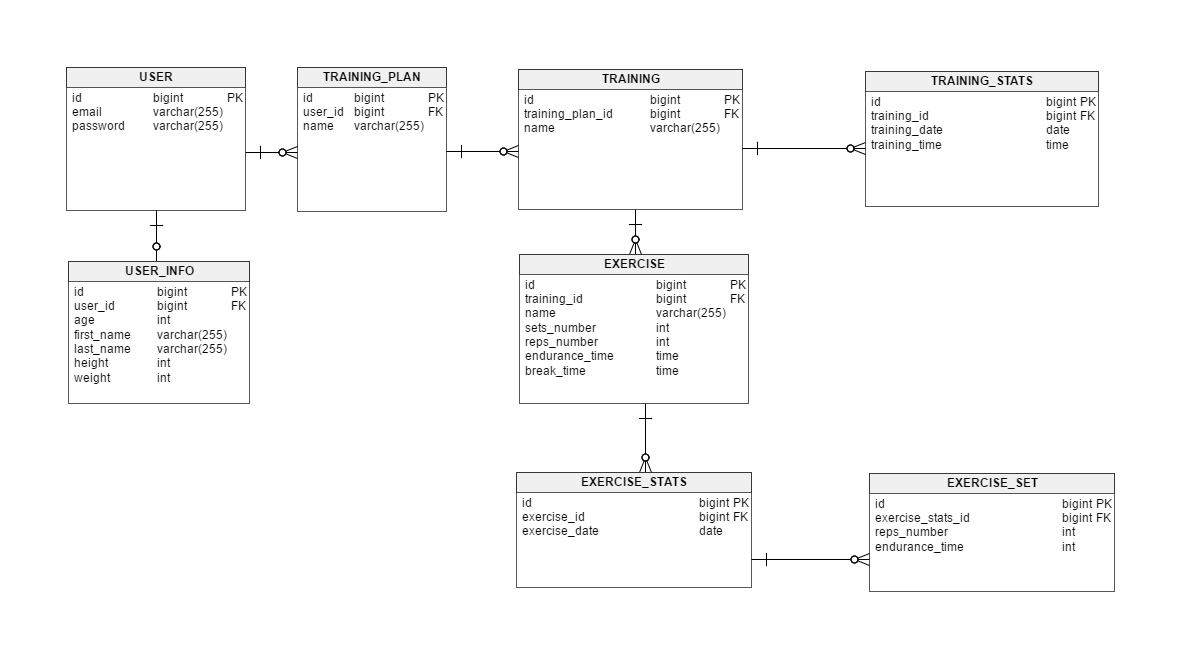 USER
id bigint PK
email varchar(255)
password varchar(255)
TRAINING_PLAN
id bigint PK
user_id bigint FK
name varchar(255)
TRAINING
id bigint PK
training_plan_id bigint FK
name varchar(255)
TRAINING_STATS
id bigint PK
training_id bigint FK
training_date date
training_time time
USER_INFO
id bigint PK
user_id bigint FK
age int
first_name varchar(255)
last_name varchar(255)
height int
weight int
EXERCISE
id bigint PK
training_id bigint FK
name varchar(255)
sets_number int
reps_number int
endurance_time time
break_time time
EXERCISE_STATS
id bigint PK
exercise_id bigint FK
exercise_date date
EXERCISE_SET
id bigint PK
exercise_stats_id bigint FK
reps_number int
endurance_time int